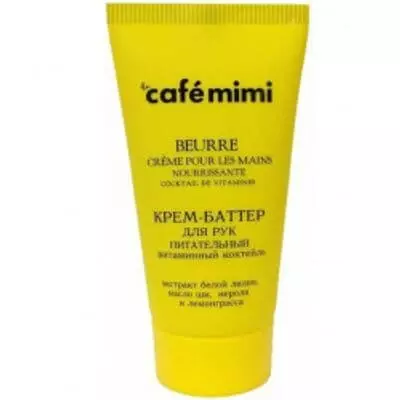 le café mimi
BEURRE
CRÈME POUR LES MAINS
NOURRISSANTE
COCKTAIL DE VITAMINES
КРЕМ-БАТТЕР
ДЛЯ РУК
ПИТАТЕЛЬНЫЙ
витаминный коктейль
экстракт белой лилии,
масло ши, нероли
и лемонграсса